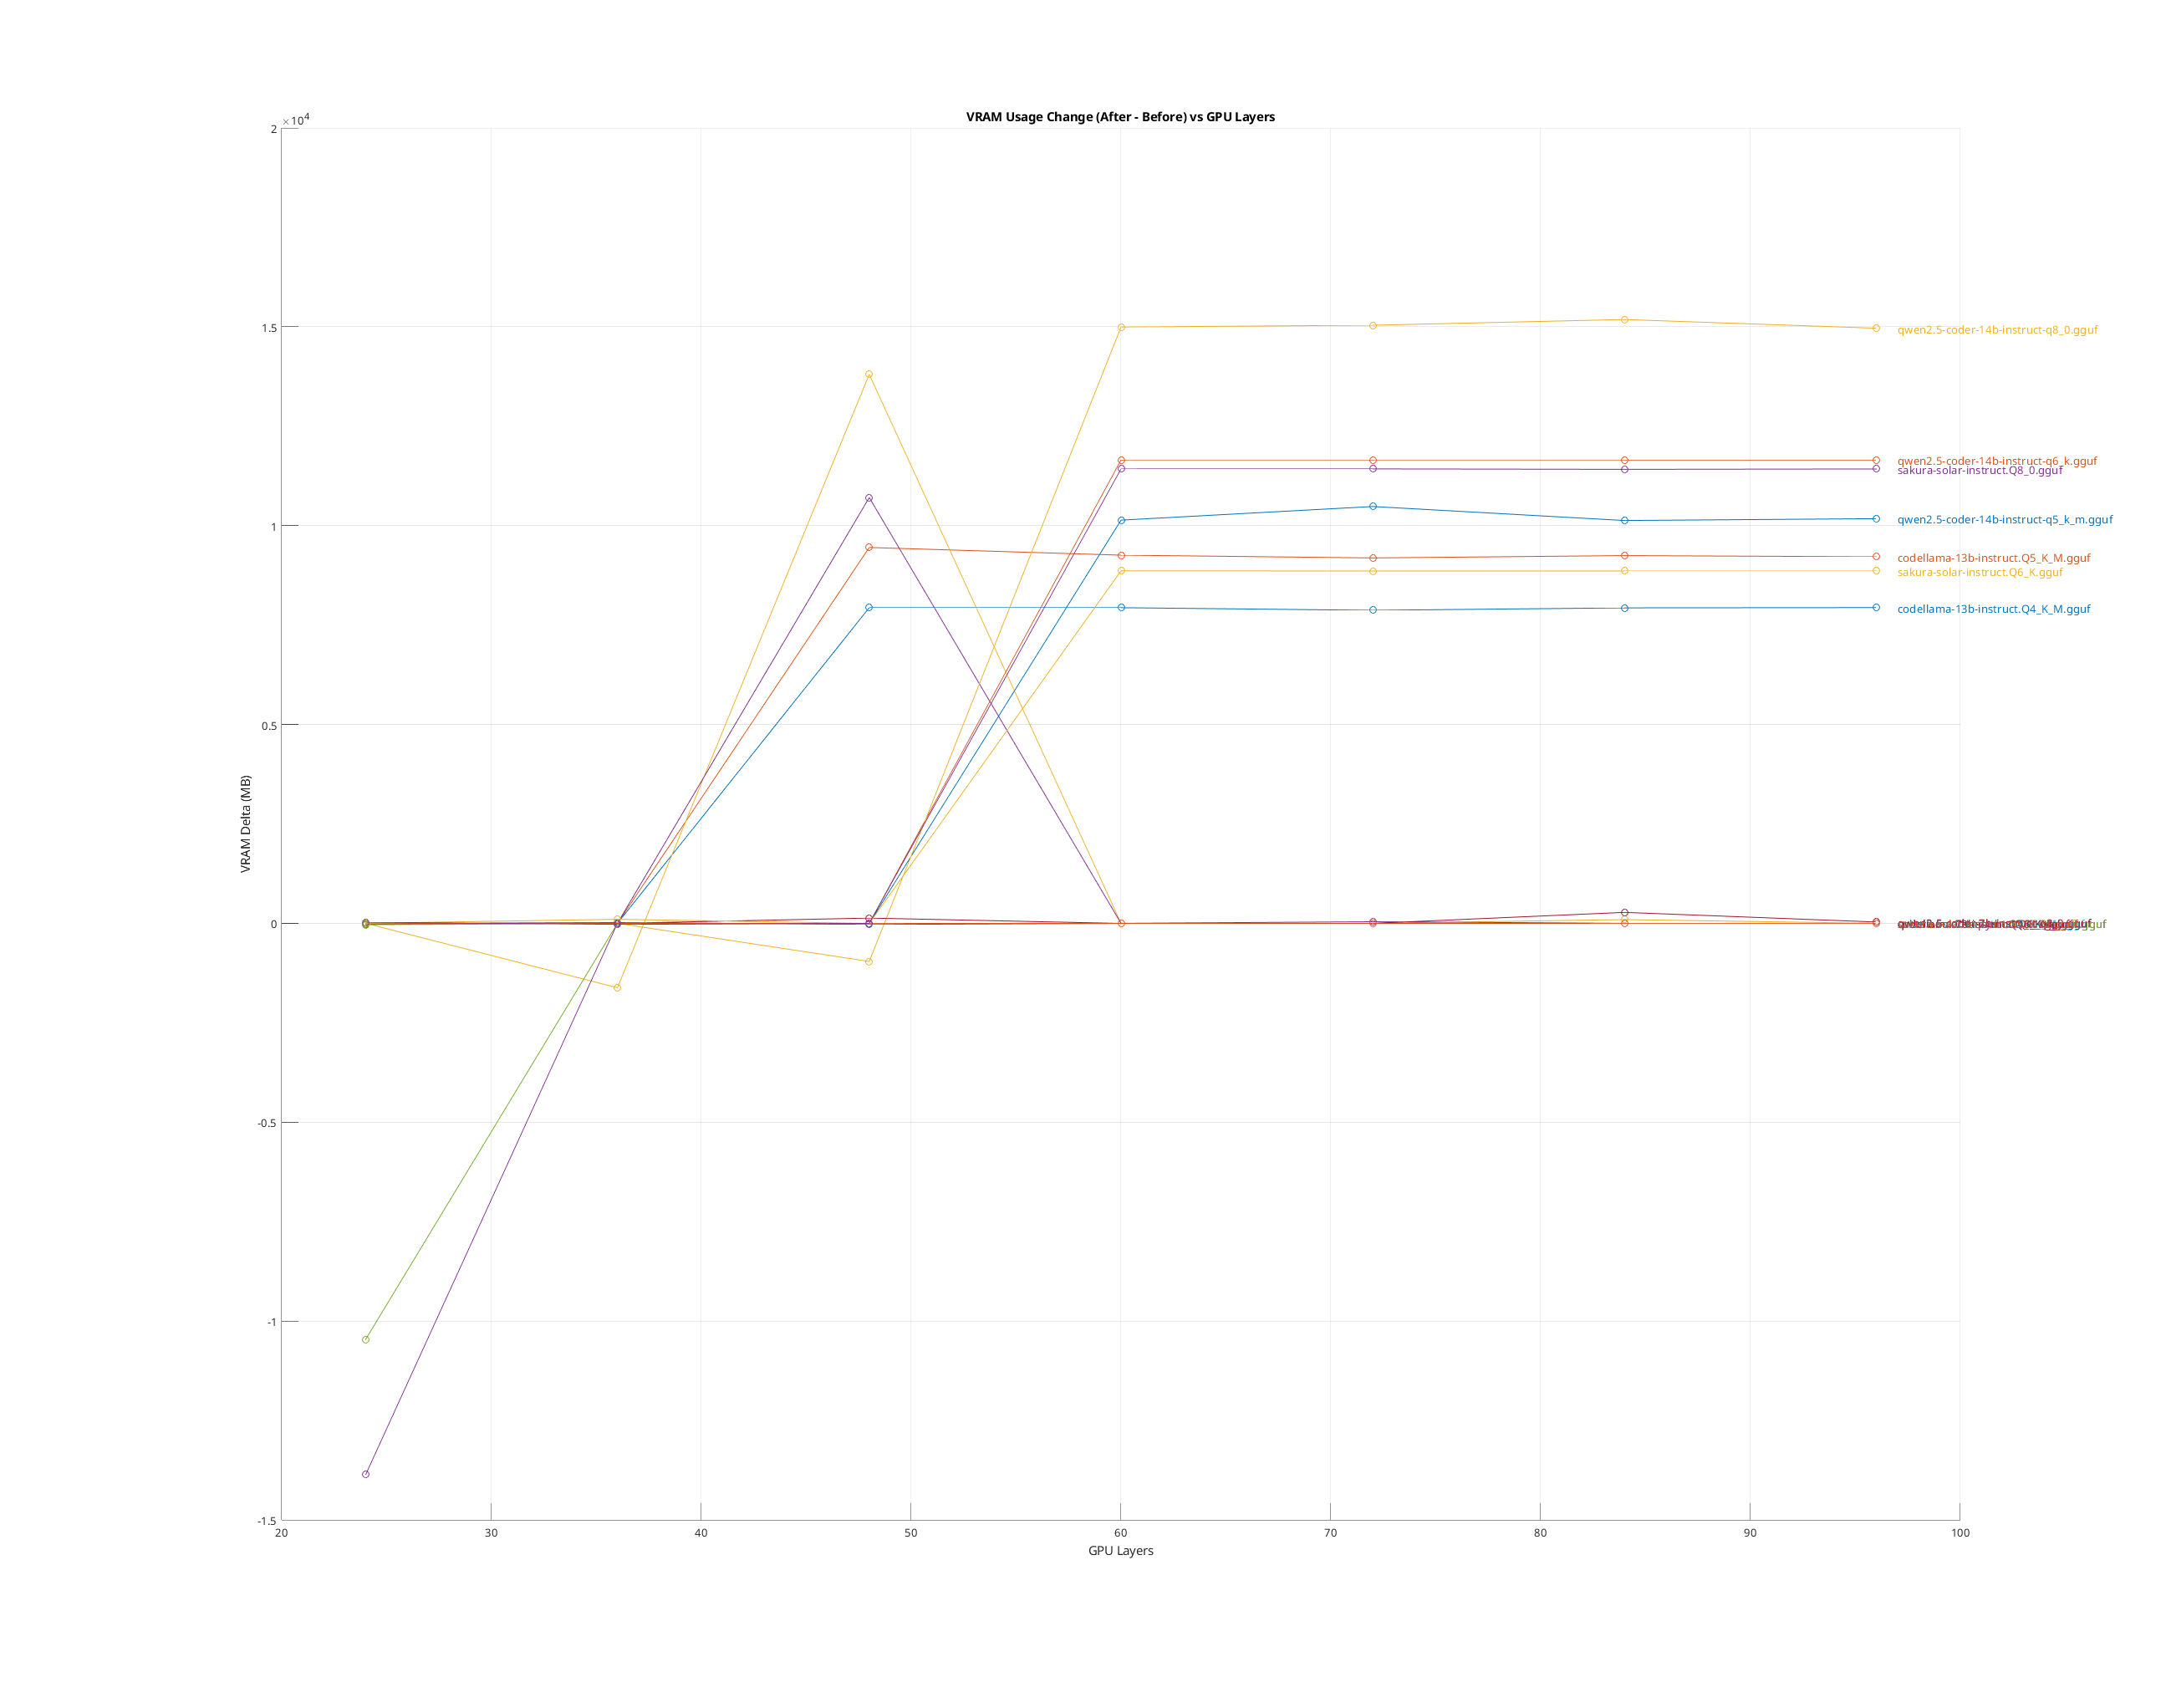 VRAM Usage Change (After - Before) vs GPU Layers
×10⁴
2
1.5
1
0.5
0
-0.5
-1
-1.5
VRAM Delta (MB)
qwen2.5-coder-14b-instruct-q8_0.gguf
qwen2.5-coder-14b-instruct-q6_k.gguf
sakura-solar-instruct.Q8_0.gguf
qwen2.5-coder-14b-instruct-q5_k_m.gguf
codellama-13b-instruct.Q5_K_M.gguf
sakura-solar-instruct.Q6_K.gguf
codellama-13b-instruct.Q4_K_M.gguf
20 30 40 50 60 70 80 90 100
GPU Layers